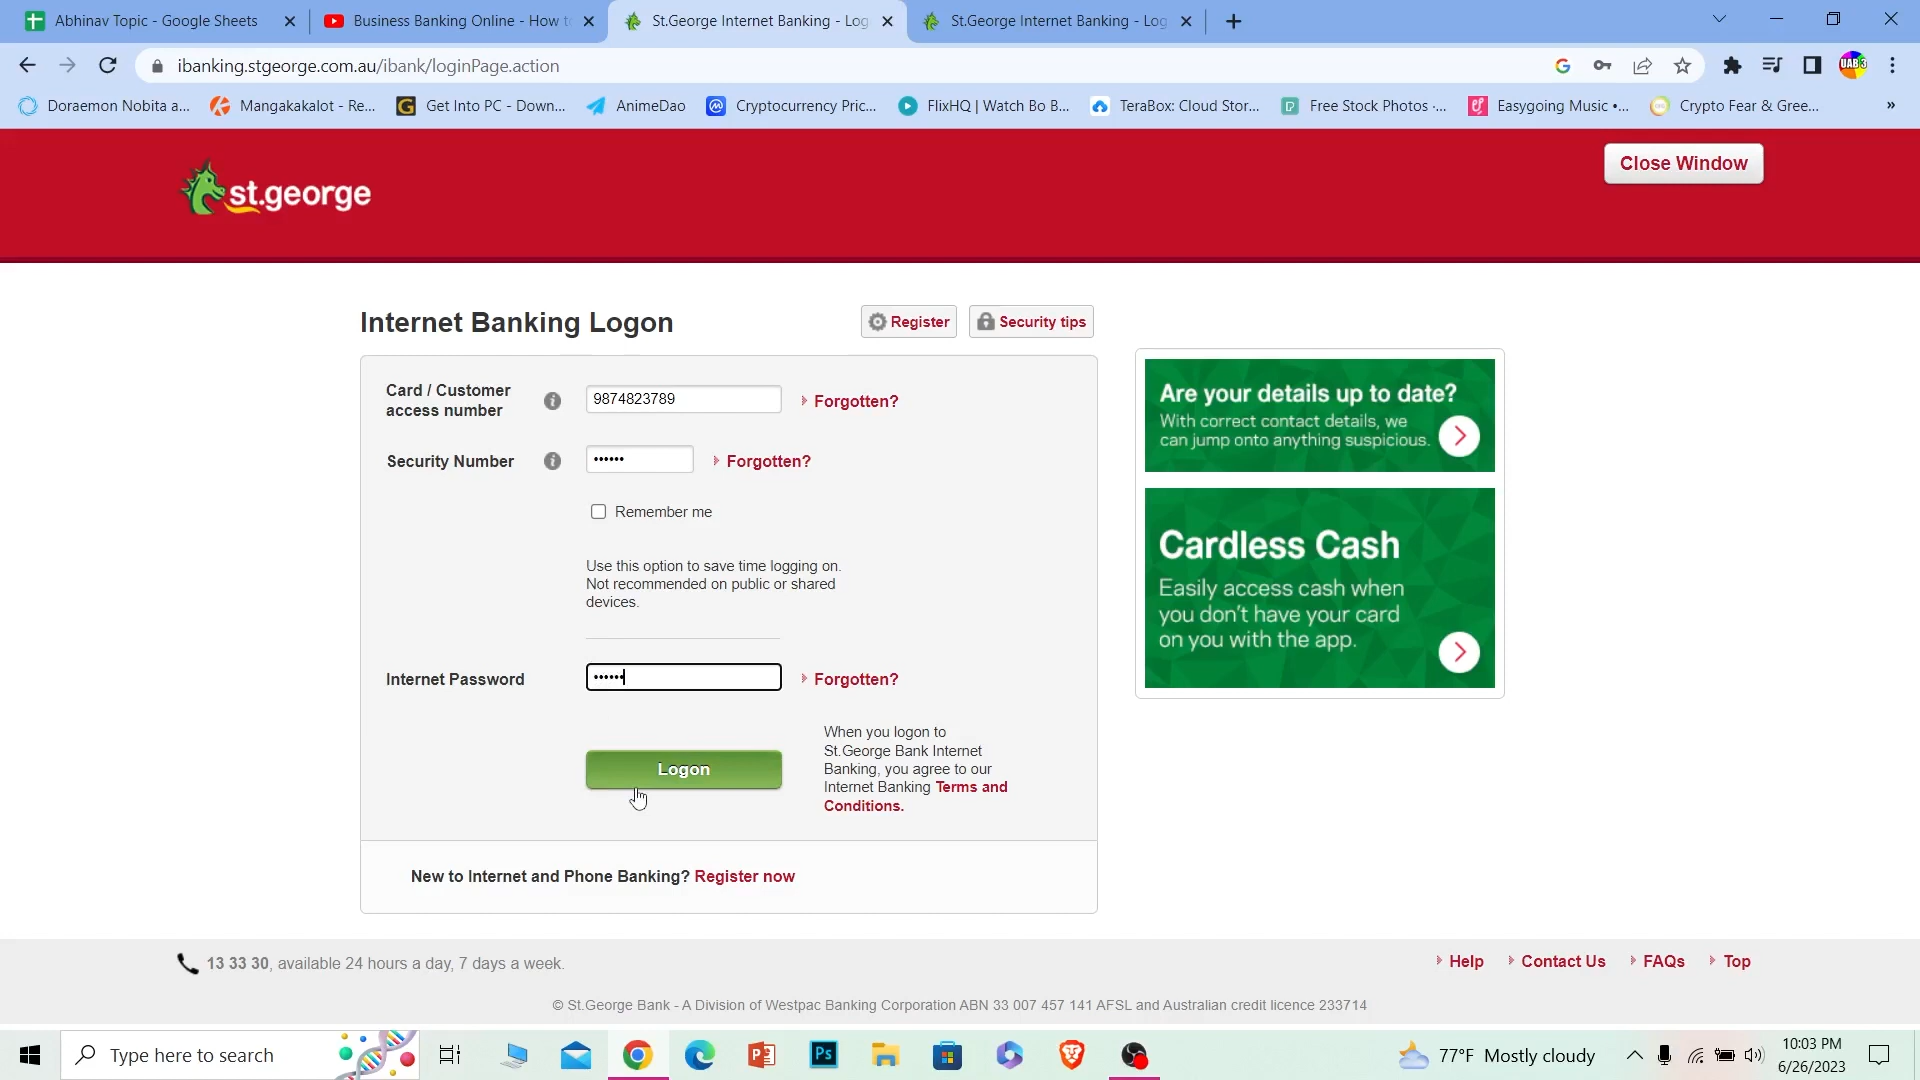 Abhinav Topic - Google Sheets
Business Banking Online - How to
St.George Internet Banking - Log
St.George Internet Banking - Log
ibanking.stgeorge.com.au/ibank/loginPage.action
UAB 3
Doraemon Nobita a...
Mangakakalot - Re...
Get Into PC - Down...
AnimeDao
Cryptocurrency Pric...
FlixHQ | Watch Bo B...
TeraBox: Cloud Stor...
Free Stock Photos ·...
Easygoing Music •...
Crypto Fear & Gree...
»
st.george
Close Window
Internet Banking Logon
Register
Security tips
Card / Customer
access number
9874823789
Forgotten?
Security Number
••••••
Forgotten?
Remember me
Use this option to save time logging on.
Not recommended on public or shared
devices.
Internet Password
••••••
Forgotten?
Logon
When you logon to
St.George Bank Internet
Banking, you agree to our
Internet Banking Terms and
Conditions.
New to Internet and Phone Banking? Register now
Are your details up to date?
With correct contact details, we
can jump onto anything suspicious.
Cardless Cash
Easily access cash when
you don't have your card
on you with the app.
13 33 30, available 24 hours a day, 7 days a week.
Help
Contact Us
FAQs
Top
© St.George Bank - A Division of Westpac Banking Corporation ABN 33 007 457 141 AFSL and Australian credit licence 233714
Type here to search
Ps
77°F Mostly cloudy
10:03 PM
6/26/2023